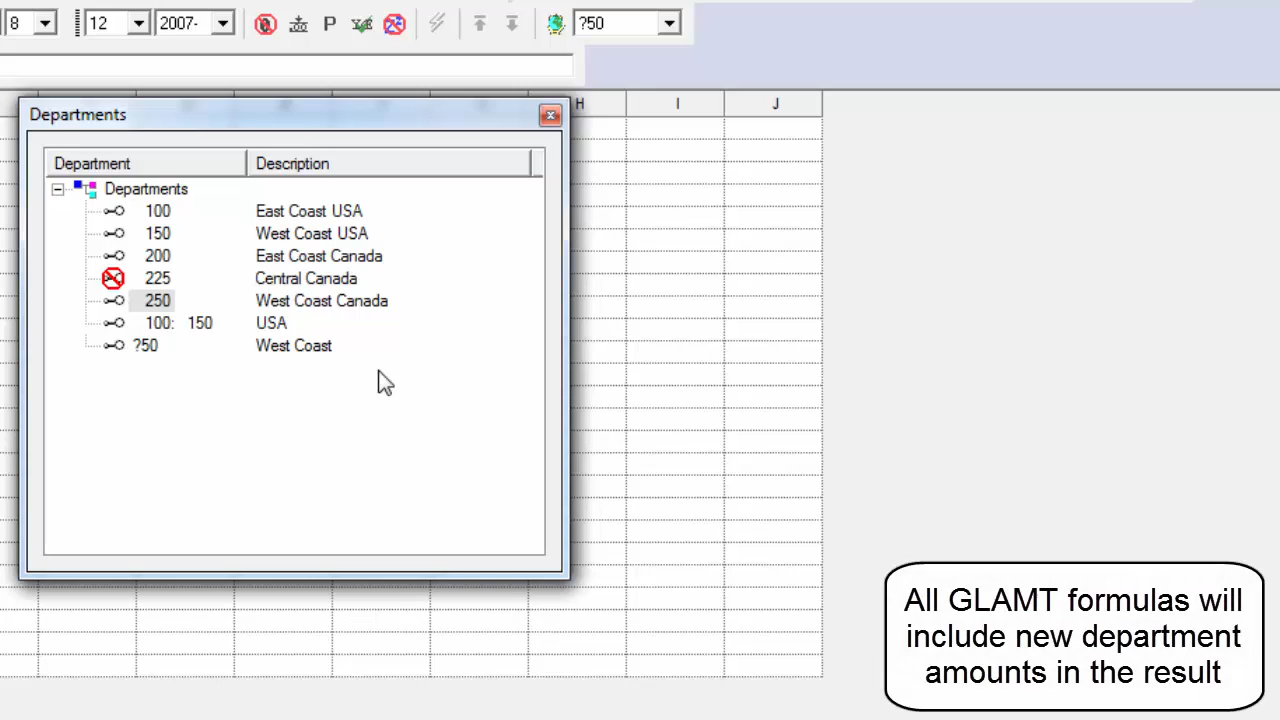 8 12 2007- P ?50
H I J
Departments
Department Description
Departments
100 East Coast USA
150 West Coast USA
200 East Coast Canada
225 Central Canada
250 West Coast Canada
100: 150 USA
?50 West Coast
All GLAMT formulas will
include new department
amounts in the result